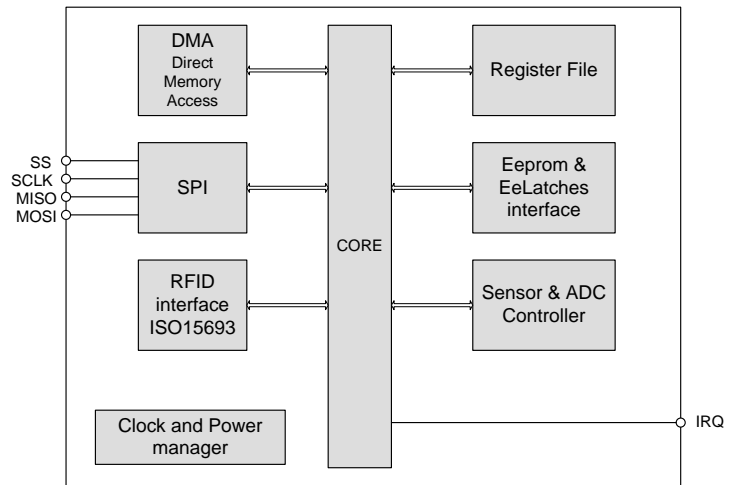 DMA
Direct
Memory
Access
Register File
SS
SCLK
MISO
MOSI
SPI
Eeprom &
EeLatches
interface
CORE
RFID
interface
ISO15693
Sensor & ADC
Controller
Clock and Power
manager
IRQ